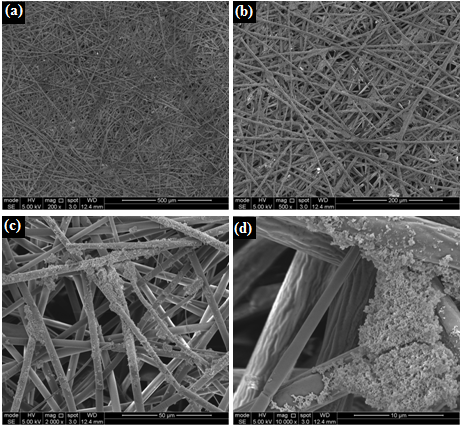 (a)
mode HV mag □ spot WD 500 µm
SE 5.00 kV 200 x 3.0 12.4 mm
(b)
mode HV mag □ spot WD 200 µm
SE 5.00 kV 500 x 3.0 12.4 mm
(c)
mode HV mag □ spot WD 50 µm
SE 5.00 kV 2 000 x 3.0 12.4 mm
(d)
mode HV mag □ spot WD 10 µm
SE 5.00 kV 10 000 x 3.0 12.4 mm